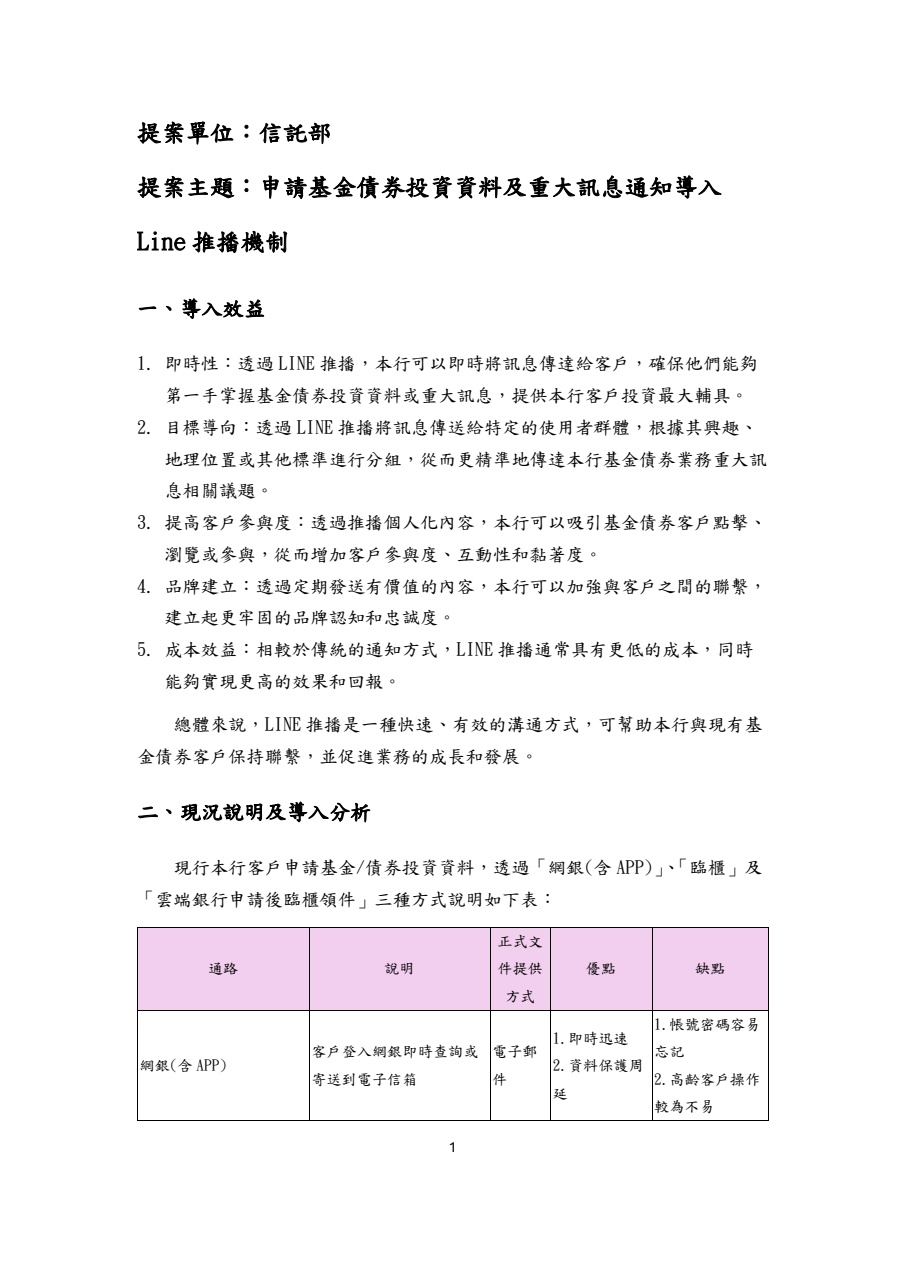 提案單位：信託部
提案主題：申請基金債券投資資料及重大訊息通知導入
Line 推播機制
一、導入效益
1. 即時性：透過 LINE 推播，本行可以即時將訊息傳達給客戶，確保他們能夠
第一手掌握基金債券投資資料或重大訊息，提供本行客戶投資最大輔具。
2. 目標導向：透過 LINE 推播將訊息傳送給特定的使用者群體，根據其興趣、
地理位置或其他標準進行分組，從而更精準地傳達本行基金債券業務重大訊
息相關議題。
3. 提高客戶參與度：透過推播個人化內容，本行可以吸引基金債券客戶點擊、
瀏覽或參與，從而增加客戶參與度、互動性和黏著度。
4. 品牌建立：透過定期發送有價值的內容，本行可以加強與客戶之間的聯繫，
建立起更牢固的品牌認知和忠誠度。
5. 成本效益：相較於傳統的通知方式，LINE 推播通常具有更低的成本，同時
能夠實現更高的效果和回報。
總體來說，LINE 推播是一種快速、有效的溝通方式，可幫助本行與現有基
金債券客戶保持聯繫，並促進業務的成長和發展。
二、現況說明及導入分析
現行本行客戶申請基金/債券投資資料，透過「網銀(含 APP)」、「臨櫃」及
「雲端銀行申請後臨櫃領件」三種方式說明如下表：
通路
說明
正式文
件提供
方式
優點
缺點
網銀(含 APP)
客戶登入網銀即時查詢或
寄送到電子信箱
電子郵
件
1.即時迅速
2.資料保護周
延
1.帳號密碼容易
忘記
2.高齡客戶操作
較為不易
1